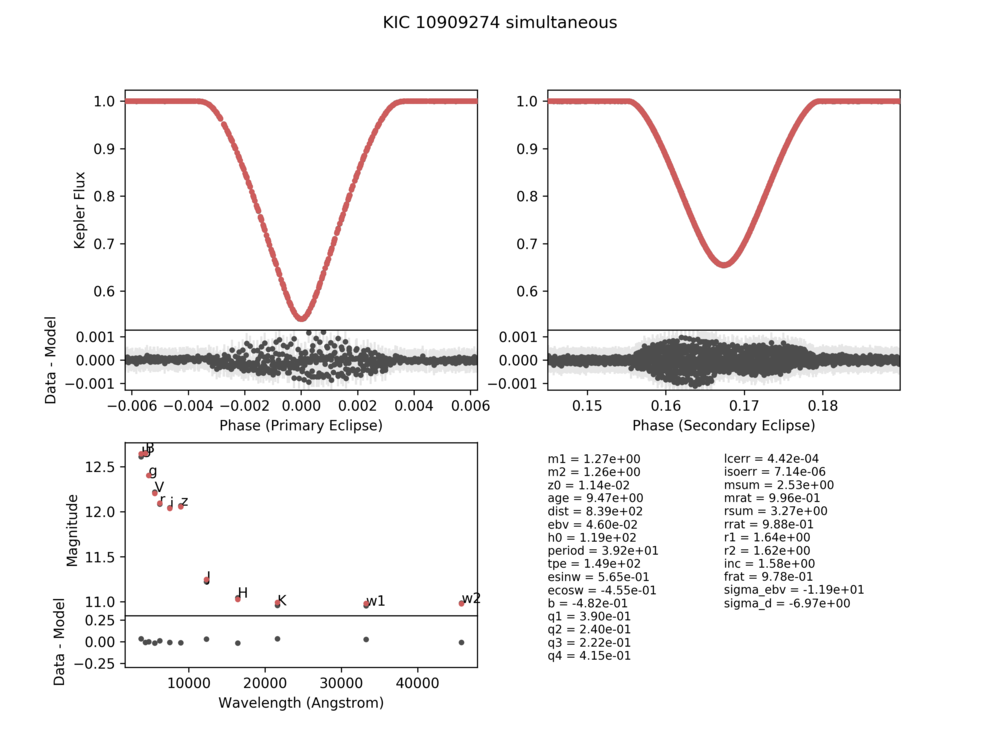 KIC 10909274 simultaneous
1.0
0.9
0.8
0.7
0.6
Kepler Flux
0.001
0.000
−0.001
Data - Model
−0.006 −0.004 −0.002 0.000 0.002 0.004 0.006
Phase (Primary Eclipse)
1.0
0.9
0.8
0.7
0.6
0.001
0.000
−0.001
0.15 0.16 0.17 0.18
Phase (Secondary Eclipse)
12.5
12.0
11.5
11.0
Magnitude
B
g
V
r i z
J
H
K
w1
w2
0.25
0.00
−0.25
Data - Model
10000 20000 30000 40000
Wavelength (Angstrom)
m1 = 1.27e+00
m2 = 1.26e+00
z0 = 1.14e-02
age = 9.47e+00
dist = 8.39e+02
ebv = 4.60e-02
h0 = 1.19e+02
period = 3.92e+01
tpe = 1.49e+02
esinw = 5.65e-01
ecosw = -4.55e-01
b = -4.82e-01
q1 = 3.90e-01
q2 = 2.40e-01
q3 = 2.22e-01
q4 = 4.15e-01
lcerr = 4.42e-04
isoerr = 7.14e-06
msum = 2.53e+00
mrat = 9.96e-01
rsum = 3.27e+00
rrat = 9.88e-01
r1 = 1.64e+00
r2 = 1.62e+00
inc = 1.58e+00
frat = 9.78e-01
sigma_ebv = -1.19e+01
sigma_d = -6.97e+00